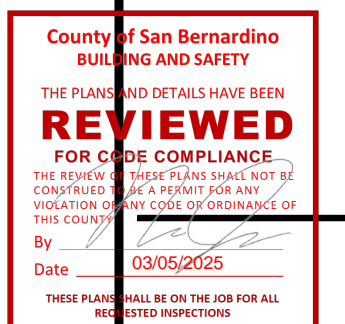 County of San Bernardino
BUILDING AND SAFETY
THE PLANS AND DETAILS HAVE BEEN
REVIEWED
FOR CODE COMPLIANCE
THE REVIEW OF THESE PLANS SHALL NOT BE
CONSTRUED TO BE A PERMIT FOR ANY
VIOLATION OF ANY CODE OR ORDINANCE OF
THIS COUNTY
By
Date 03/05/2025
THESE PLANS SHALL BE ON THE JOB FOR ALL
REQUESTED INSPECTIONS